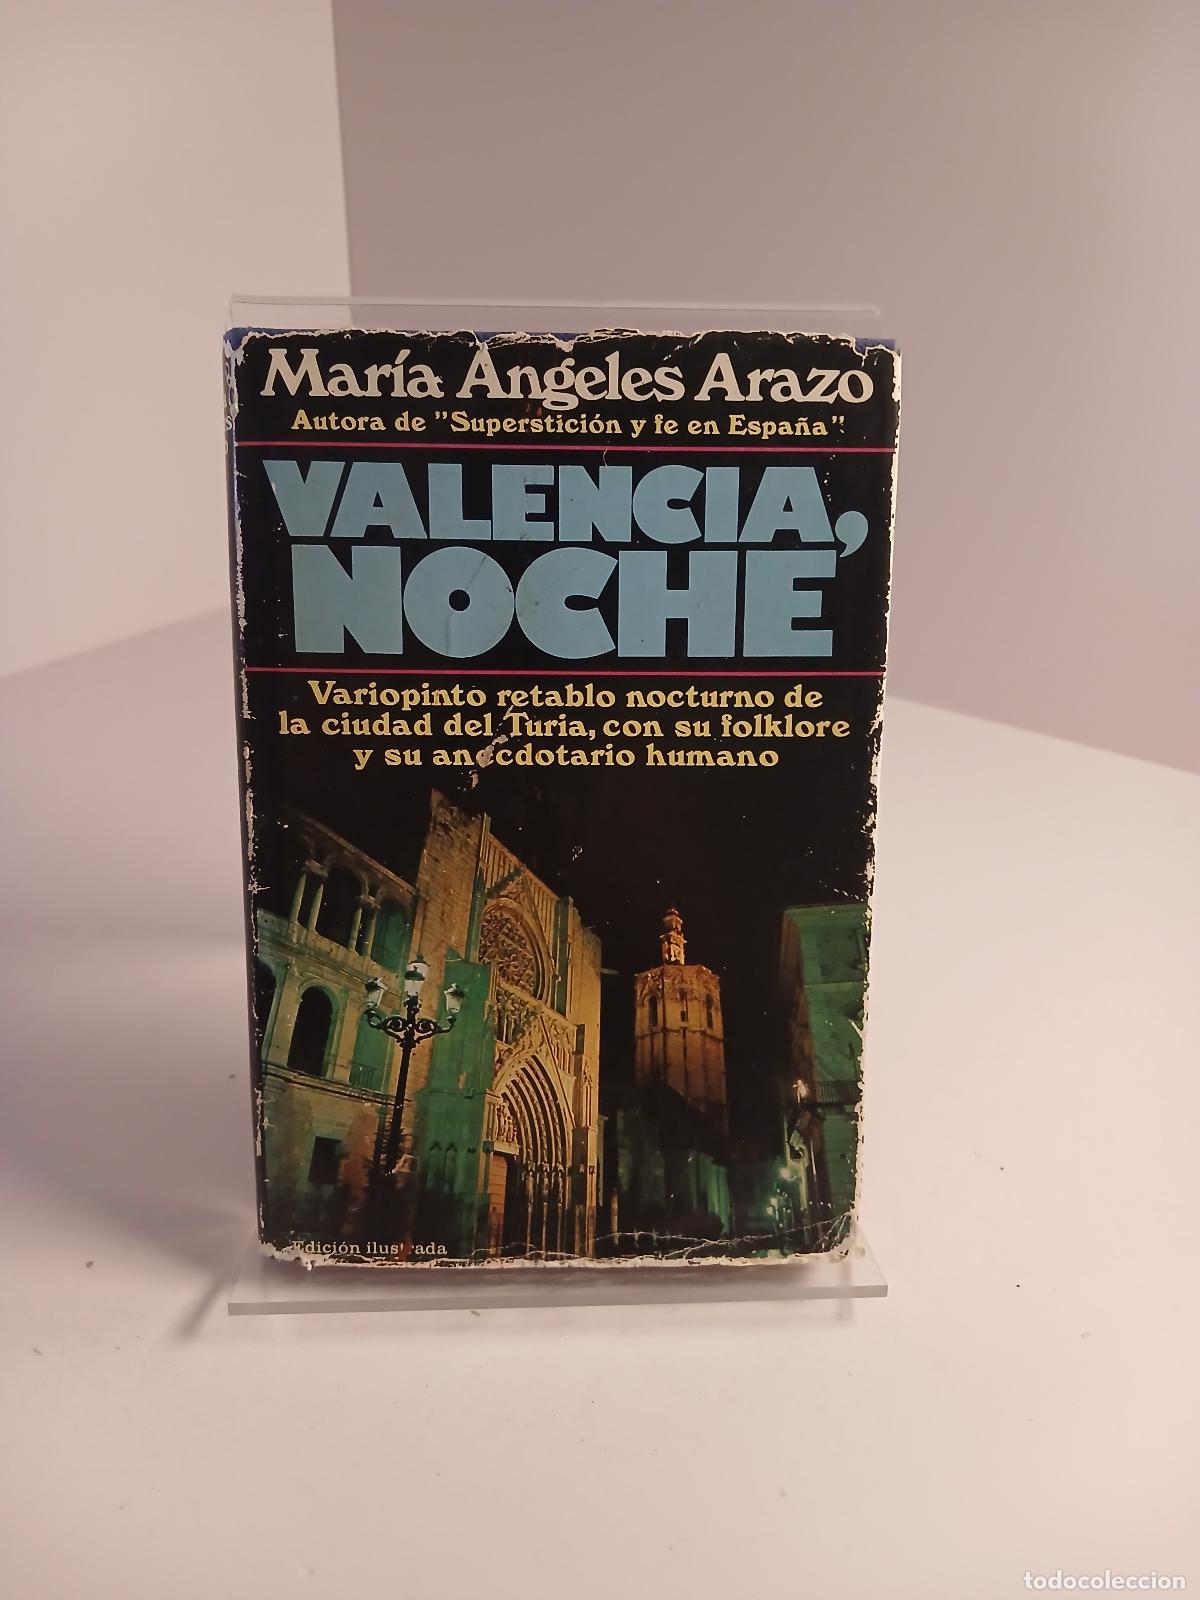 María Angeles Arazo
Autora de "Superstición y fe en España"
VALENCIA,
NOCHE
Variopinto retablo nocturno de
la ciudad del Turia, con su folklore
y su anecdotario humano
Edición ilustrada
todocoleccion